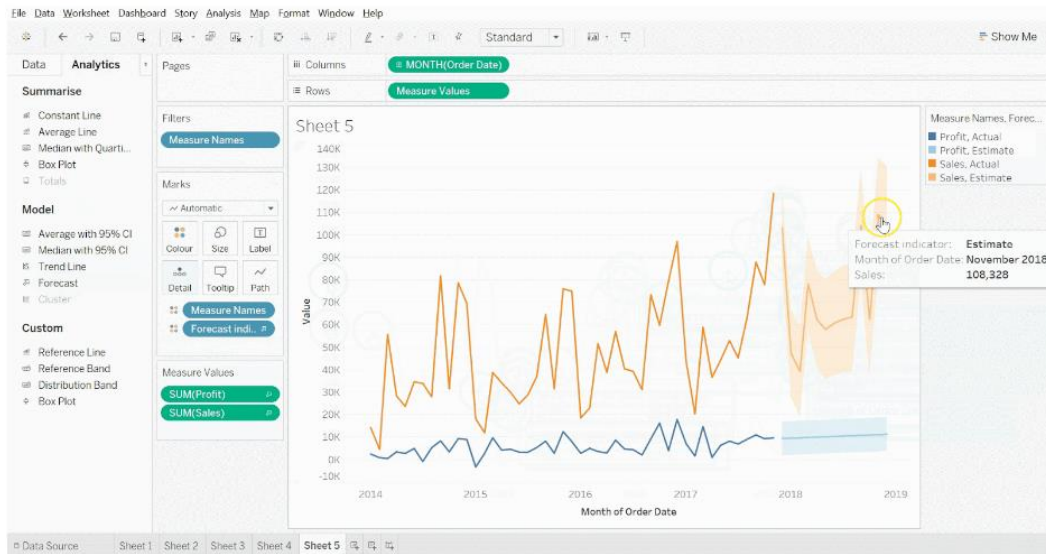 File Data Worksheet Dashboard Story Analysis Map Format Window Help
Standard
Show Me
Data Analytics
Pages
Columns
MONTH(Order Date)
Rows
Measure Values
Summarise
Constant Line
Average Line
Median with Quarti...
Box Plot
Totals
Model
Average with 95% CI
Median with 95% CI
Trend Line
Forecast
Cluster
Custom
Reference Line
Reference Band
Distribution Band
Box Plot
Filters
Measure Names
Marks
Automatic
Colour Size Label
Detail Tooltip Path
Measure Names
Forecast indi..
Measure Values
SUM(Profit)
SUM(Sales)
Sheet 5
140K
130K
120K
110K
100K
90K
80K
70K
60K
50K
40K
30K
20K
10K
0K
-10K
Value
2014 2015 2016 2017 2018 2019
Month of Order Date
Measure Names, Forec...
Profit, Actual
Profit, Estimate
Sales, Actual
Sales, Estimate
Forecast indicator: Estimate
Month of Order Date: November 2018
Sales: 108,328
Data Source Sheet 1 Sheet 2 Sheet 3 Sheet 4 Sheet 5